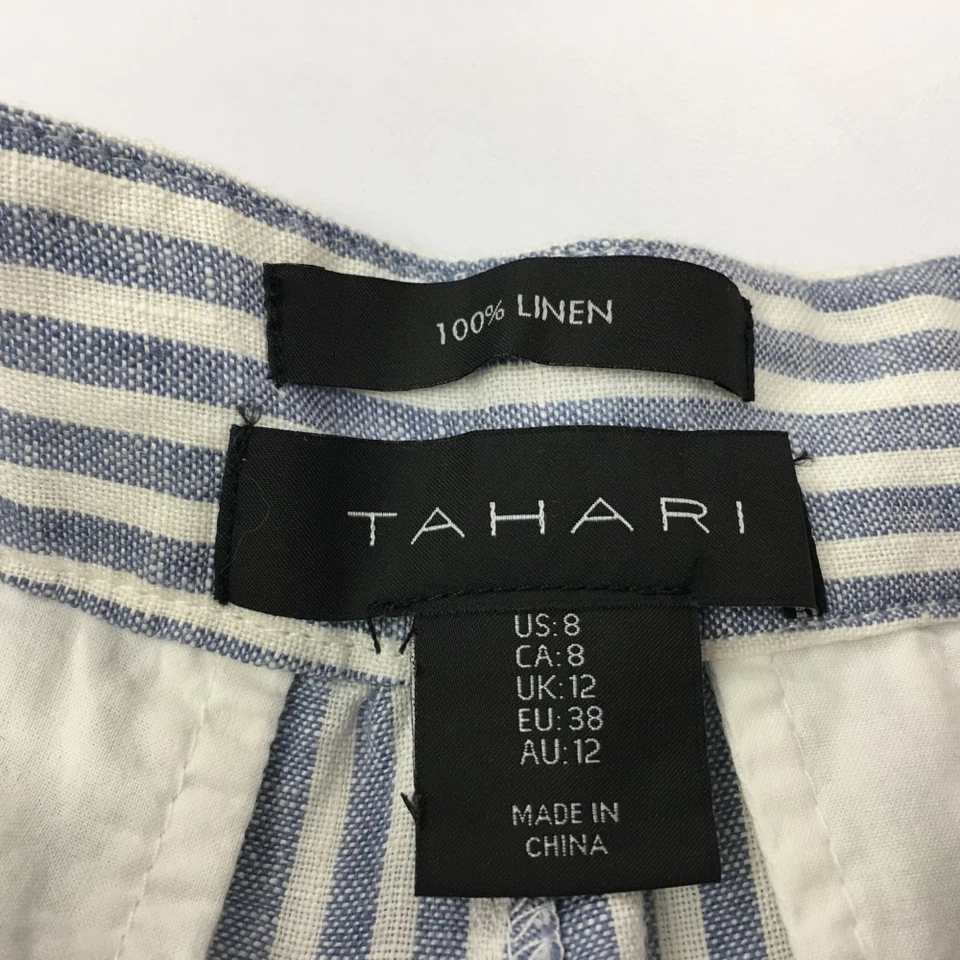 100% LINEN
TAHARI
US: 8
CA: 8
UK: 12
EU: 38
AU: 12
MADE IN
CHINA